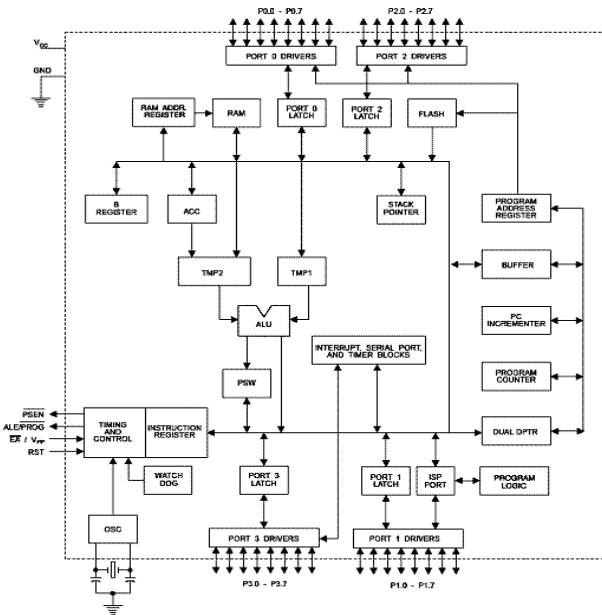 P0.0 - P0.7
P2.0 - P2.7
VCC
GND
PORT 0 DRIVERS
PORT 2 DRIVERS
RAM ADDR.
REGISTER
RAM
PORT 0
LATCH
PORT 2
LATCH
FLASH
B
REGISTER
ACC
STACK
POINTER
PROGRAM
ADDRESS
REGISTER
TMP2
TMP1
BUFFER
ALU
PC
INCREMENTER
INTERRUPT, SERIAL PORT,
AND TIMER BLOCKS
PSW
PROGRAM
COUNTER
PSEN
ALE/PROG
EA / VPP
RST
TIMING
AND
CONTROL
INSTRUCTION
REGISTER
DUAL DPTR
WATCH
DOG
PORT 3
LATCH
PORT 1
LATCH
ISP
PORT
PROGRAM
LOGIC
OSC
PORT 3 DRIVERS
PORT 1 DRIVERS
P3.0 - P3.7
P1.0 - P1.7